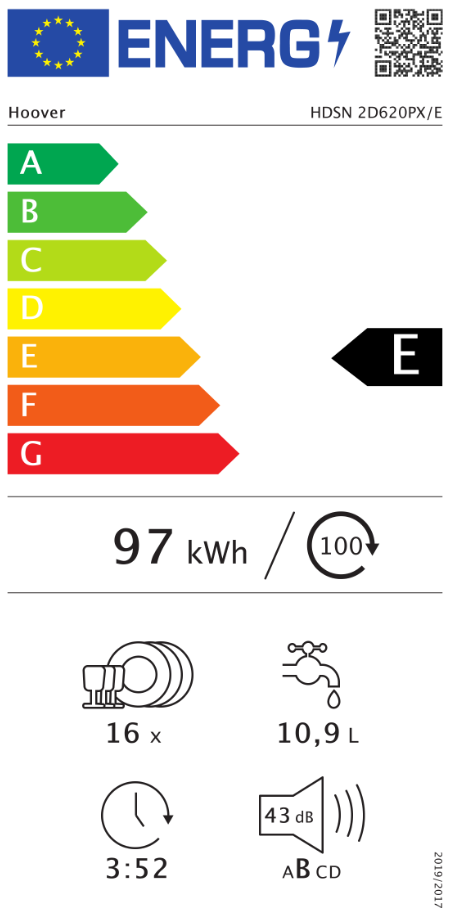 ENERG
Hoover HDSN 2D620PX/E
A
B
C
D
E
E
F
G
97 kWh / 100
16 x
10,9 L
3:52
43 dB
ABCD
2019/2017